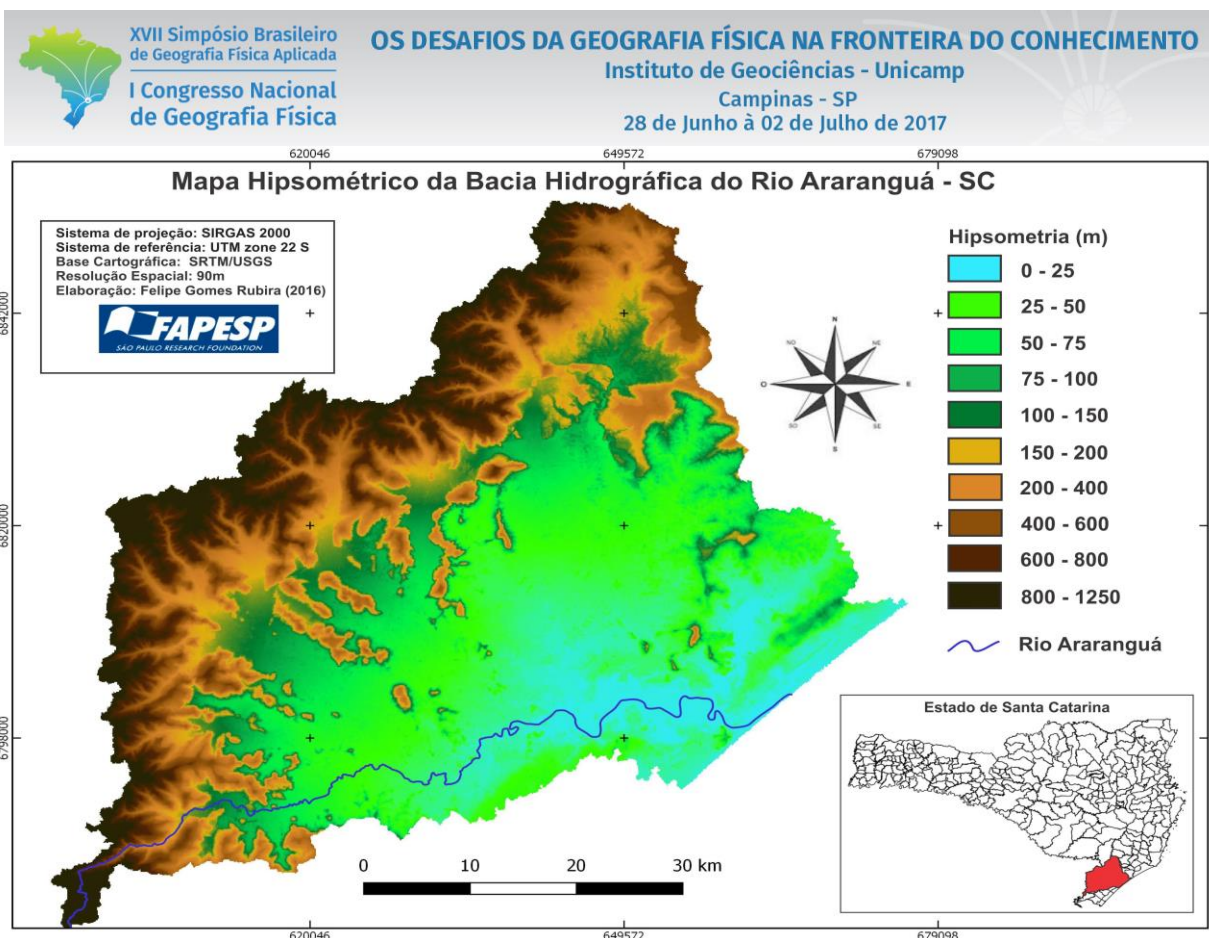 XVII Simpósio Brasileiro
de Geografia Física Aplicada
I Congresso Nacional
de Geografia Física
OS DESAFIOS DA GEOGRAFIA FÍSICA NA FRONTEIRA DO CONHECIMENTO
Instituto de Geociências - Unicamp
Campinas - SP
28 de Junho à 02 de Julho de 2017
620046
649572
679098
Mapa Hipsométrico da Bacia Hidrográfica do Rio Araranguá - SC
Sistema de projeção: SIRGAS 2000
Sistema de referência: UTM zone 22 S
Base Cartográfica: SRTM/USGS
Resolução Espacial: 90m
Elaboração: Felipe Gomes Rubira (2016)
FAPESP
SÃO PAULO RESEARCH FOUNDATION
6842000
6820000
6798000
N
NE
E
SE
S
SO
O
NO
Hipsometria (m)
0 - 25
25 - 50
50 - 75
75 - 100
100 - 150
150 - 200
200 - 400
400 - 600
600 - 800
800 - 1250
Rio Araranguá
Estado de Santa Catarina
0 10 20 30 km
620046
649572
679098